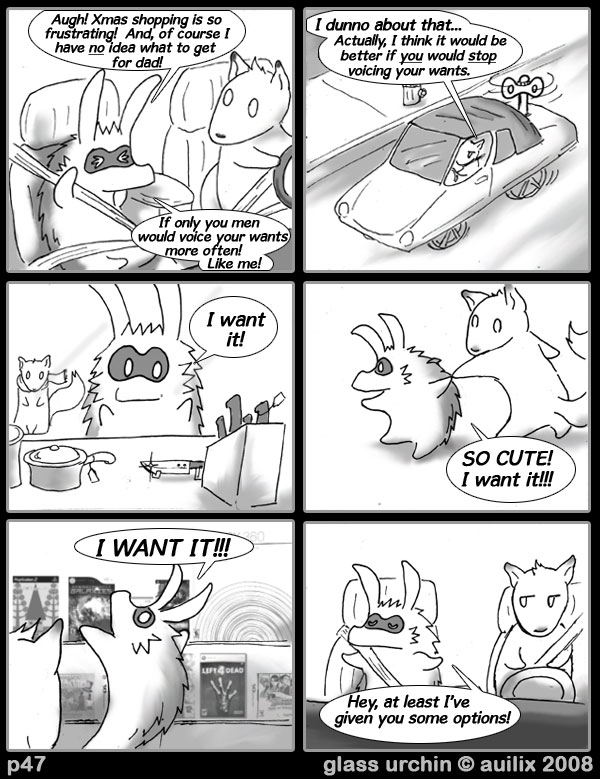 Augh! Xmas shopping is so
frustrating! And, of course I
have no idea what to get
for dad!
If only you men
would voice your wants
more often!
Like me!
I dunno about that...
Actually, I think it would be
better if you would stop
voicing your wants.
I want
it!
SO CUTE!
I want it!!!
I WANT IT!!!
360
PlayStation 2
LEFT 4 DEAD
Hey, at least I've
given you some options!
p47
glass urchin © auilix 2008